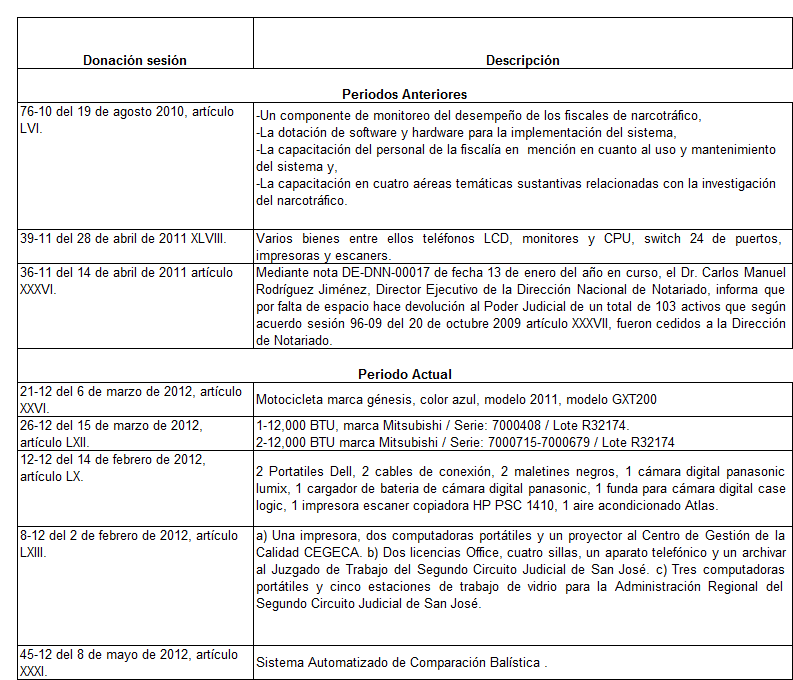 Donación sesión
Descripción
Periodos Anteriores
76-10 del 19 de agosto 2010, artículo
LVI.
-Un componente de monitoreo del desempeño de los fiscales de narcotráfico,
-La dotación de software y hardware para la implementación del sistema,
-La capacitación del personal de la fiscalía en mención en cuanto al uso y mantenimiento
del sistema y,
-La capacitación en cuatro aéreas temáticas sustantivas relacionadas con la investigación
del narcotráfico.
39-11 del 28 de abril de 2011 XLVIII.
Varios bienes entre ellos teléfonos LCD, monitores y CPU, switch 24 de puertos,
impresoras y escaners.
36-11 del 14 de abril de 2011 artículo
XXXVI.
Mediante nota DE-DNN-00017 de fecha 13 de enero del año en curso, el Dr. Carlos Manuel
Rodríguez Jiménez, Director Ejecutivo de la Dirección Nacional de Notariado, informa que
por falta de espacio hace devolución al Poder Judicial de un total de 103 activos que según
acuerdo sesión 96-09 del 20 de octubre 2009 artículo XXXVII, fueron cedidos a la Dirección
de Notariado.
Periodo Actual
21-12 del 6 de marzo de 2012, artículo
XXVI.
Motocicleta marca génesis, color azul, modelo 2011, modelo GXT200
26-12 del 15 de marzo de 2012,
artículo LXII.
1-12,000 BTU, marca Mitsubishi / Serie: 7000408 / Lote R32174.
2-12,000 BTU marca Mitsubishi / Serie: 7000715-7000679 / Lote R32174
12-12 del 14 de febrero de 2012,
artículo LX.
2 Portatiles Dell, 2 cables de conexión, 2 maletines negros, 1 cámara digital panasonic
lumix, 1 cargador de bateria de cámara digital panasonic, 1 funda para cámara digital case
logic, 1 impresora escaner copiadora HP PSC 1410, 1 aire acondicionado Atlas.
8-12 del 2 de febrero de 2012, artículo
LXIII.
a) Una impresora, dos computadoras portátiles y un proyector al Centro de Gestión de la
Calidad CEGECA. b) Dos licencias Office, cuatro sillas, un aparato telefónico y un archivar
al Juzgado de Trabajo del Segundo Circuito Judicial de San José. c) Tres computadoras
portátiles y cinco estaciones de trabajo de vidrio para la Administración Regional del
Segundo Circuito Judicial de San José.
45-12 del 8 de mayo de 2012, artículo
XXXI.
Sistema Automatizado de Comparación Balística .